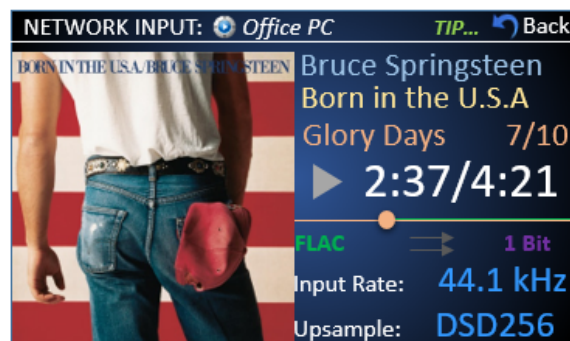 NETWORK INPUT: Office PC TIP... Back
BORN IN THE U.S.A./BRUCE SPRINGSTEEN
Bruce Springsteen
Born in the U.S.A
Glory Days 7/10
2:37/4:21
FLAC 1 Bit
Input Rate: 44.1 kHz
Upsample: DSD256